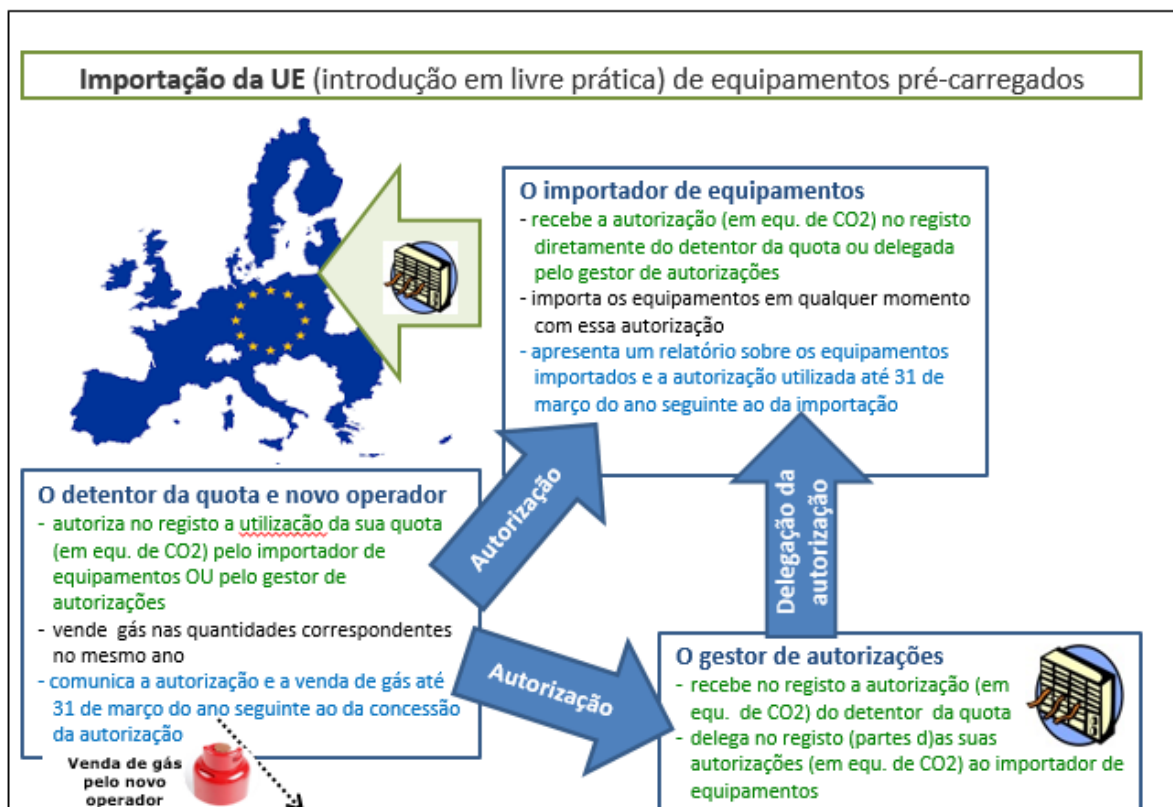 Importação da UE (introdução em livre prática) de equipamentos pré-carregados
O importador de equipamentos
- recebe a autorização (em equ. de CO2) no registo
diretamente do detentor da quota ou delegada
pelo gestor de autorizações
- importa os equipamentos em qualquer momento
com essa autorização
- apresenta um relatório sobre os equipamentos
importados e a autorização utilizada até 31 de
março do ano seguinte ao da importação
O detentor da quota e novo operador
- autoriza no registo a utilização da sua quota
(em equ. de CO2) pelo importador de
equipamentos OU pelo gestor de
autorizações
- vende gás nas quantidades correspondentes
no mesmo ano
- comunica a autorização e a venda de gás até
31 de março do ano seguinte ao da concessão
da autorização
Autorização
Autorização
Delegação da
autorização
O gestor de autorizações
- recebe no registo a autorização (em
equ. de CO2) do detentor da quota
- delega no registo (partes d)as suas
autorizações (em equ. de CO2) ao importador de
equipamentos
Venda de gás
pelo novo
operador